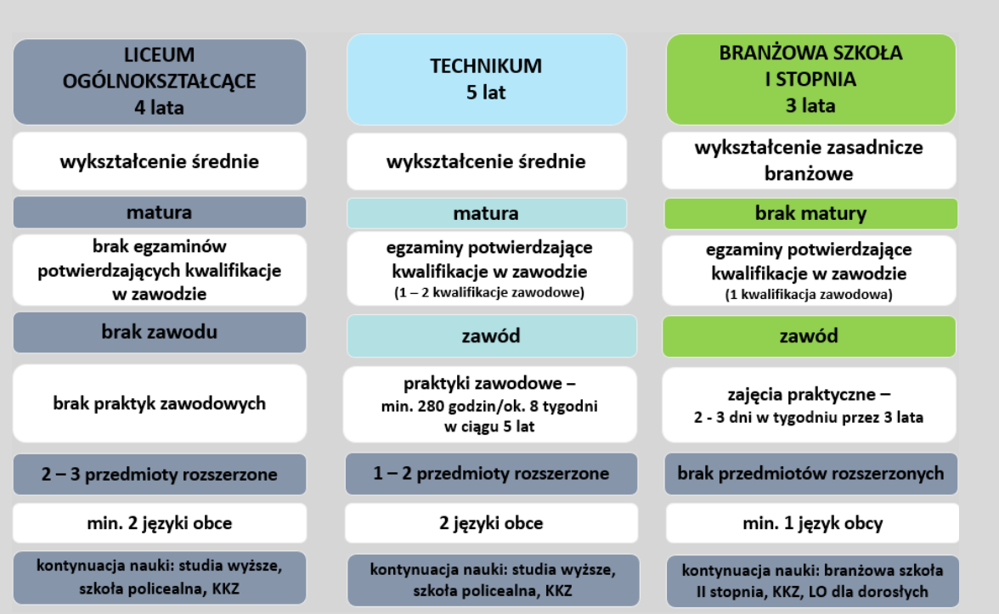 LICEUM
OGÓLNOKSZTAŁCĄCE
4 lata
wykształcenie średnie
matura
brak egzaminów
potwierdzających kwalifikacje
w zawodzie
brak zawodu
brak praktyk zawodowych
2 – 3 przedmioty rozszerzone
min. 2 języki obce
kontynuacja nauki: studia wyższe,
szkoła policealna, KKZ
TECHNIKUM
5 lat
wykształcenie średnie
matura
egzaminy potwierdzające
kwalifikacje w zawodzie
(1 – 2 kwalifikacje zawodowe)
zawód
praktyki zawodowe –
min. 280 godzin/ok. 8 tygodni
w ciągu 5 lat
1 – 2 przedmioty rozszerzone
2 języki obce
kontynuacja nauki: studia wyższe,
szkoła policealna, KKZ
BRANŻOWA SZKOŁA
I STOPNIA
3 lata
wykształcenie zasadnicze
branżowe
brak matury
egzaminy potwierdzające
kwalifikacje w zawodzie
(1 kwalifikacja zawodowa)
zawód
zajęcia praktyczne –
2 - 3 dni w tygodniu przez 3 lata
brak przedmiotów rozszerzonych
min. 1 język obcy
kontynuacja nauki: branżowa szkoła
II stopnia, KKZ, LO dla dorosłych